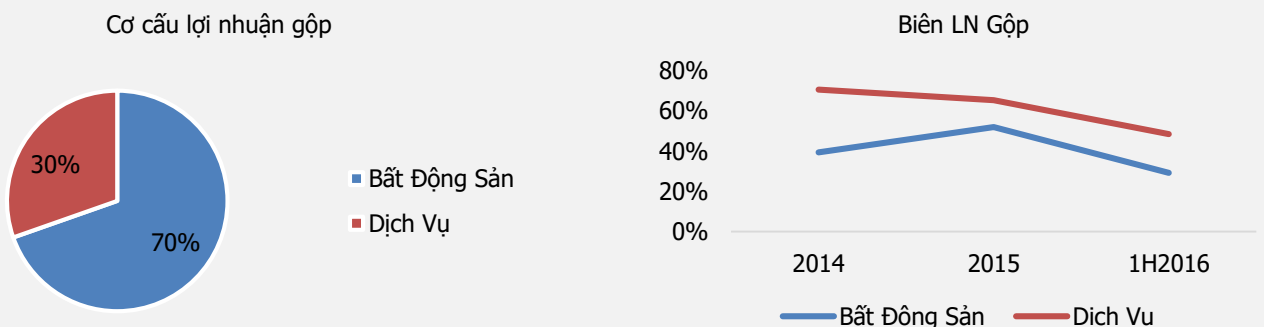 Cơ cấu lợi nhuận gộp
30%
70%
Bất Động Sản
Dịch Vụ
Biên LN Gộp
80%
60%
40%
20%
0%
2014 2015 1H2016
Bất Động Sản Dịch Vụ